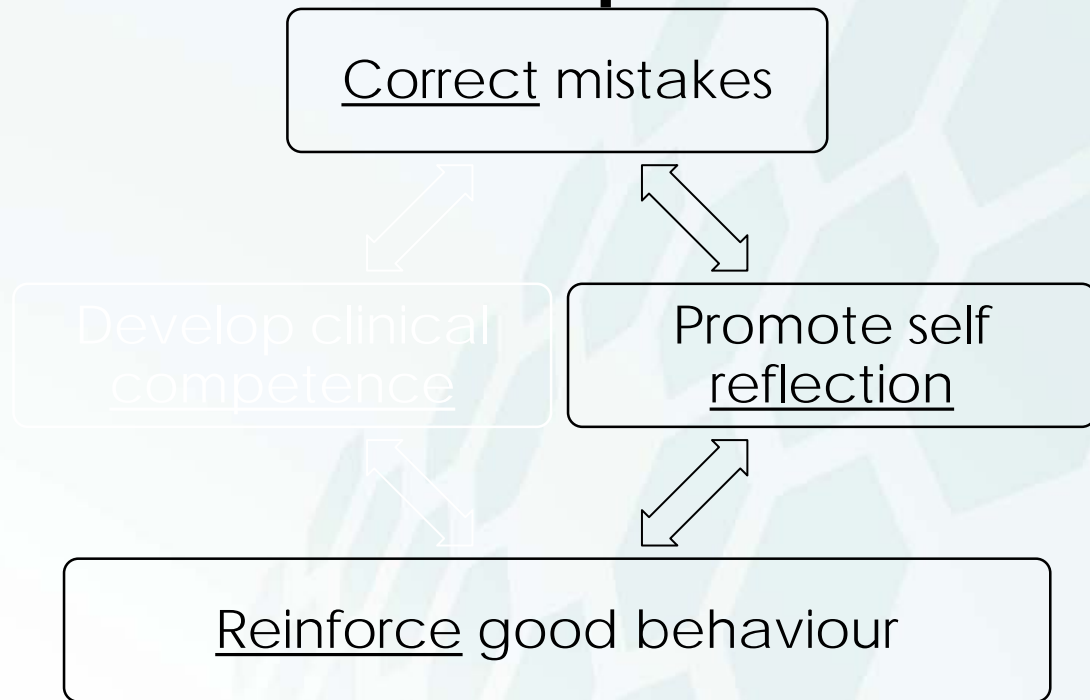 Correct mistakes
Develop clinical
competence
Promote self
reflection
Reinforce good behaviour